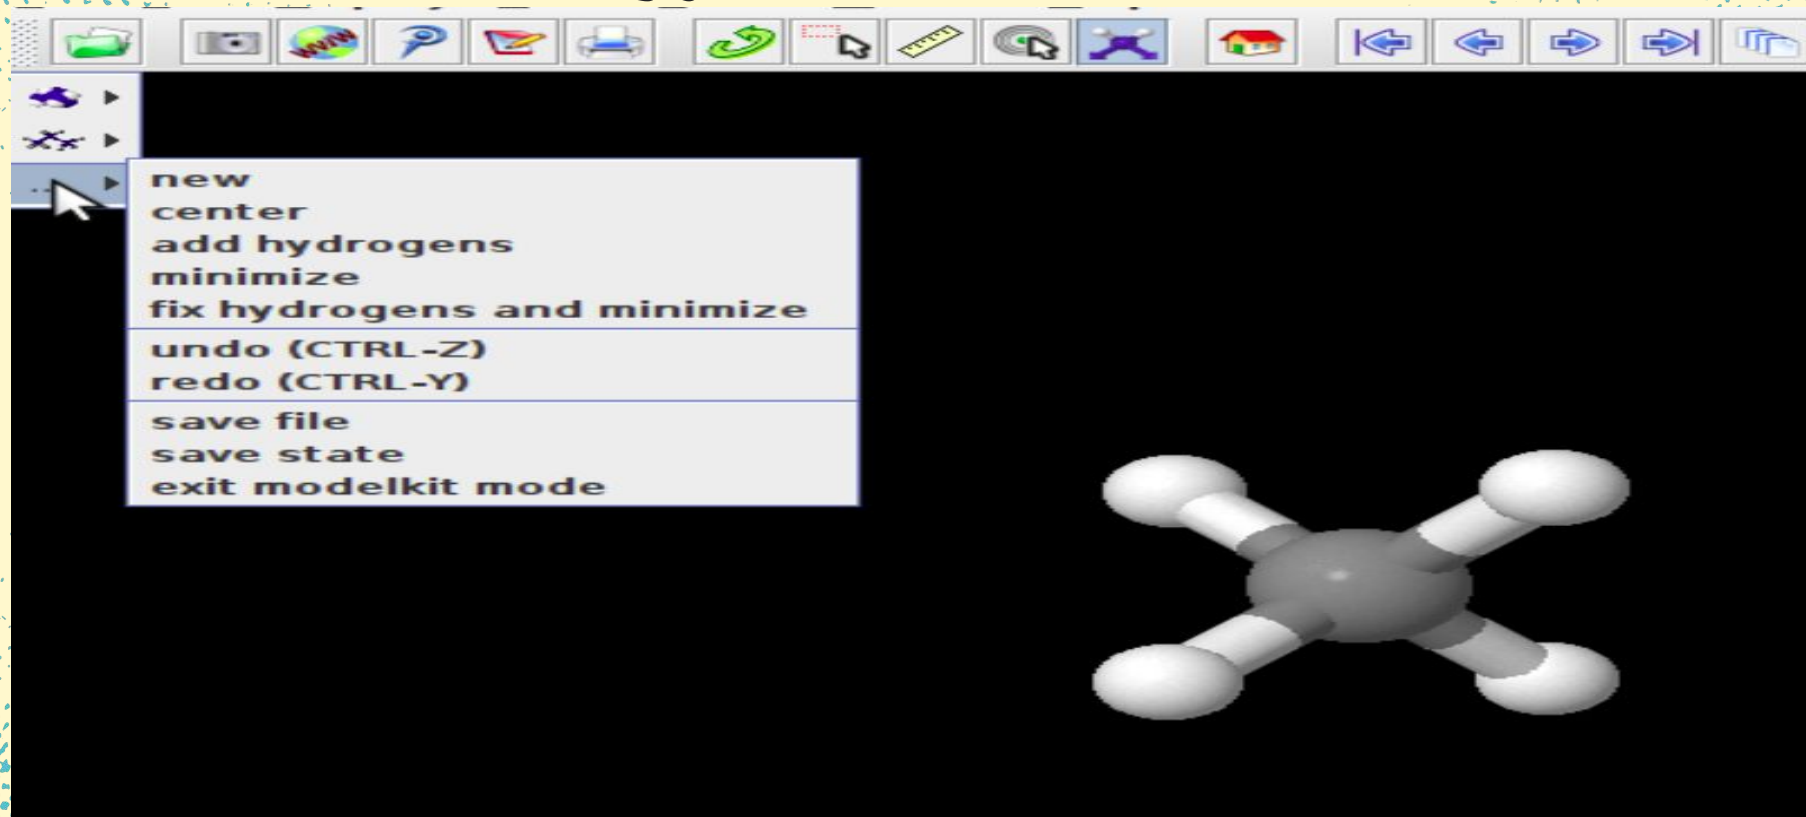 www
...
new
center
add hydrogens
minimize
fix hydrogens and minimize
undo (CTRL-Z)
redo (CTRL-Y)
save file
save state
exit modelkit mode